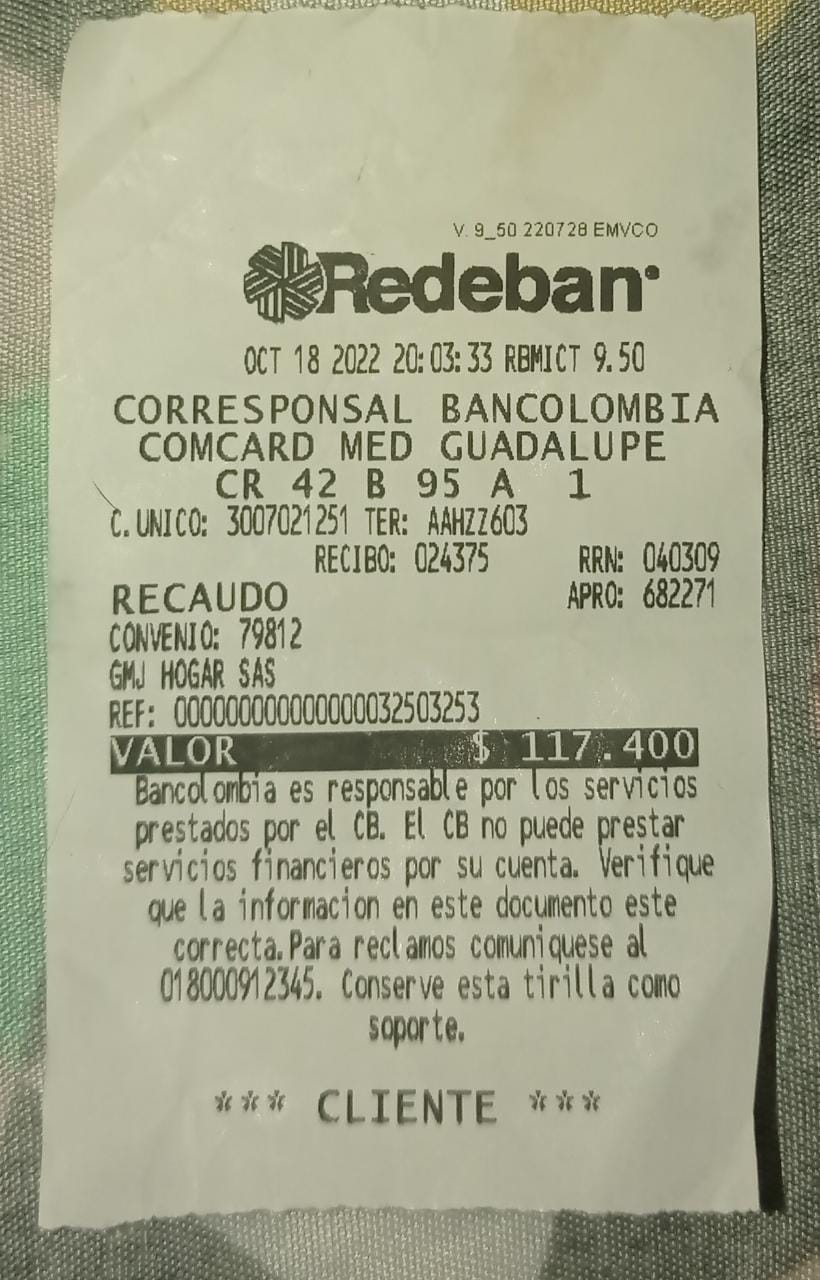 V. 9_50 220728 EMVCO
Redeban
OCT 18 2022 20:03:33 RBMICT 9.50
CORRESPONSAL BANCOLOMBIA
COMCARD MED GUADALUPE
CR 42 B 95 A 1
C. UNICO: 3007021251 TER: AAHZZ603
RECIBO: 024375 RRN: 040309
RECAUDO APRO: 682271
CONVENIO: 79812
GMJ HOGAR SAS
REF: 000000000000000032503253
VALOR $ 117.400
Bancolombia es responsable por los servicios
prestados por el CB. El CB no puede prestar
servicios financieros por su cuenta. Verifique
que la informacion en este documento este
correcta.Para reclamos comuniquese al
018000912345. Conserve esta tirilla como
soporte.
*** CLIENTE ***